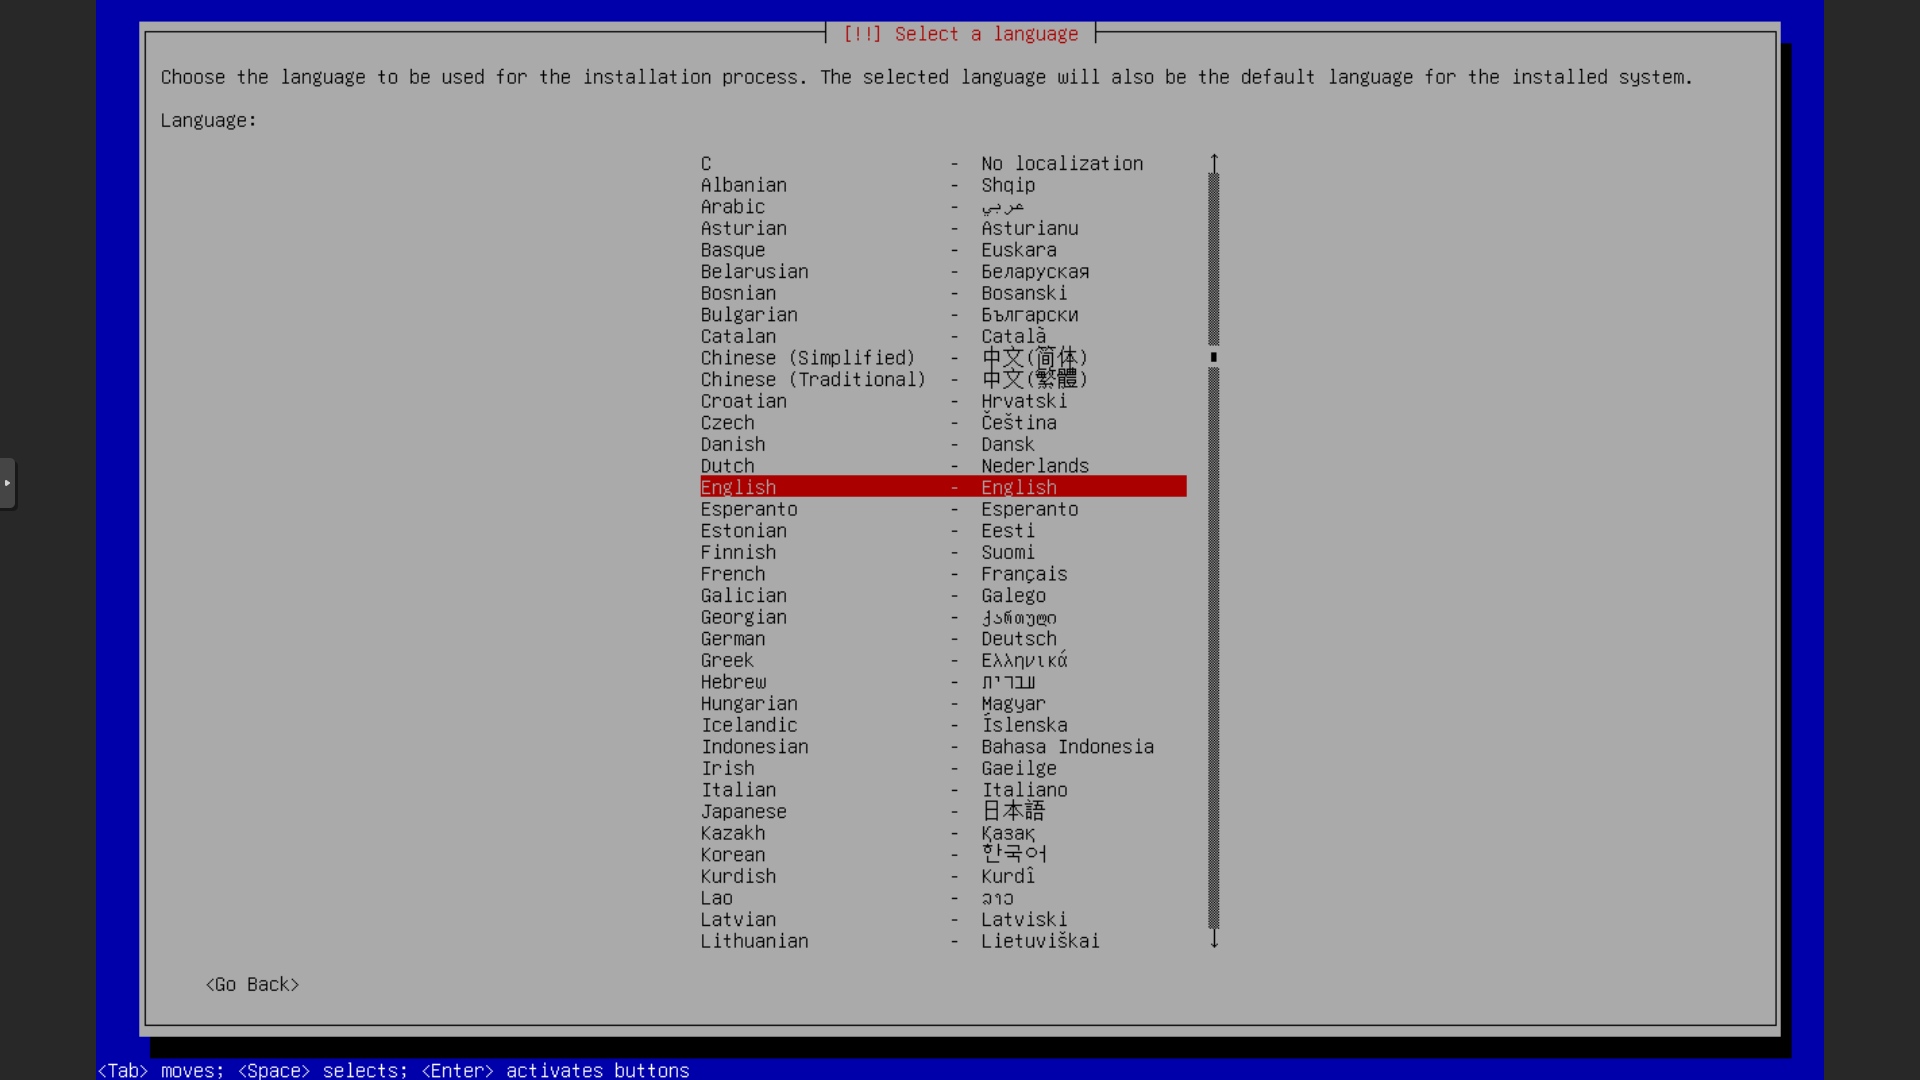 [!!] Select a language
Choose the language to be used for the installation process. The selected language will also be the default language for the installed system.
Language:
C - No localization
Albanian - Shqip
Arabic - عربي
Asturian - Asturianu
Basque - Euskara
Belarusian - Беларуская
Bosnian - Bosanski
Bulgarian - Български
Catalan - Català
Chinese (Simplified) - 中文(简体)
Chinese (Traditional) - 中文(繁體)
Croatian - Hrvatski
Czech - Čeština
Danish - Dansk
Dutch - Nederlands
English - English
Esperanto - Esperanto
Estonian - Eesti
Finnish - Suomi
French - Français
Galician - Galego
Georgian - ქართული
German - Deutsch
Greek - Ελληνικά
Hebrew - עברית
Hungarian - Magyar
Icelandic - Íslenska
Indonesian - Bahasa Indonesia
Irish - Gaeilge
Italian - Italiano
Japanese - 日本語
Kazakh - Қазақ
Korean - 한국어
Kurdish - Kurdî
Lao - ລາວ
Latvian - Latviski
Lithuanian - Lietuviškai
<Go Back>
<Tab> moves; <Space> selects; <Enter> activates buttons